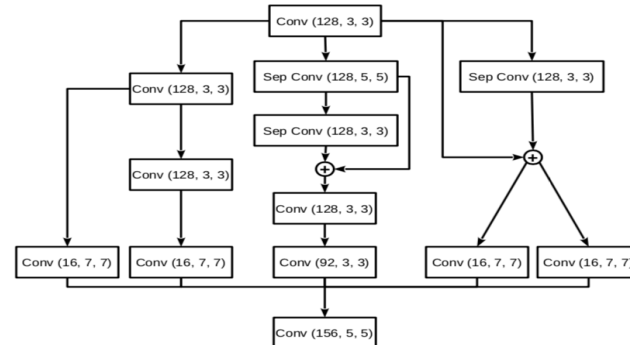 Conv (128, 3, 3)
Sep Conv (128, 5, 5)
Sep Conv (128, 3, 3)
Conv (128, 3, 3)
Sep Conv (128, 3, 3)
+
Conv (128, 3, 3)
+
Conv (128, 3, 3)
Conv (16, 7, 7)
Conv (16, 7, 7)
Conv (92, 3, 3)
Conv (16, 7, 7)
Conv (16, 7, 7)
Conv (156, 5, 5)